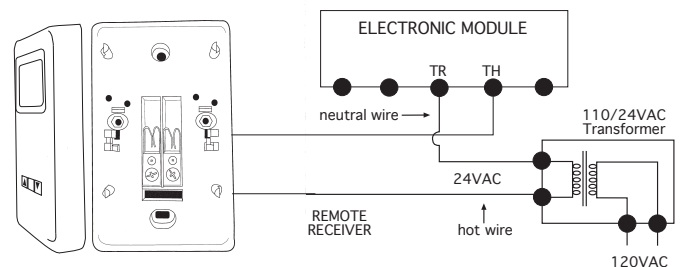 ELECTRONIC MODULE
TR TH
neutral wire
110/24VAC
Transformer
24VAC
REMOTE
RECEIVER
hot wire
120VAC